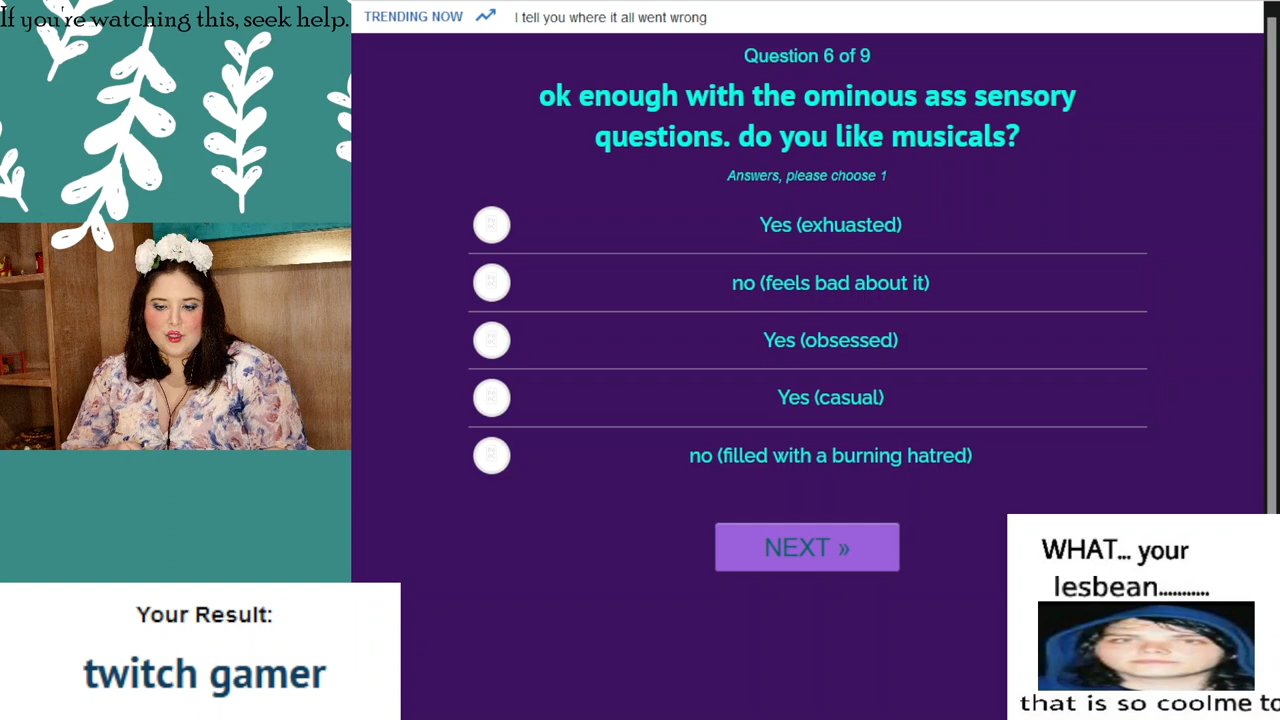 If you're watching this, seek help.
TRENDING NOW
I tell you where it all went wrong
Question 6 of 9
ok enough with the ominous ass sensory
questions. do you like musicals?
Answers, please choose 1
Yes (exhuasted)
no (feels bad about it)
Yes (obsessed)
Yes (casual)
no (filled with a burning hatred)
NEXT »
Your Result:
twitch gamer
WHAT... your
lesbean...........
that is so coolme to